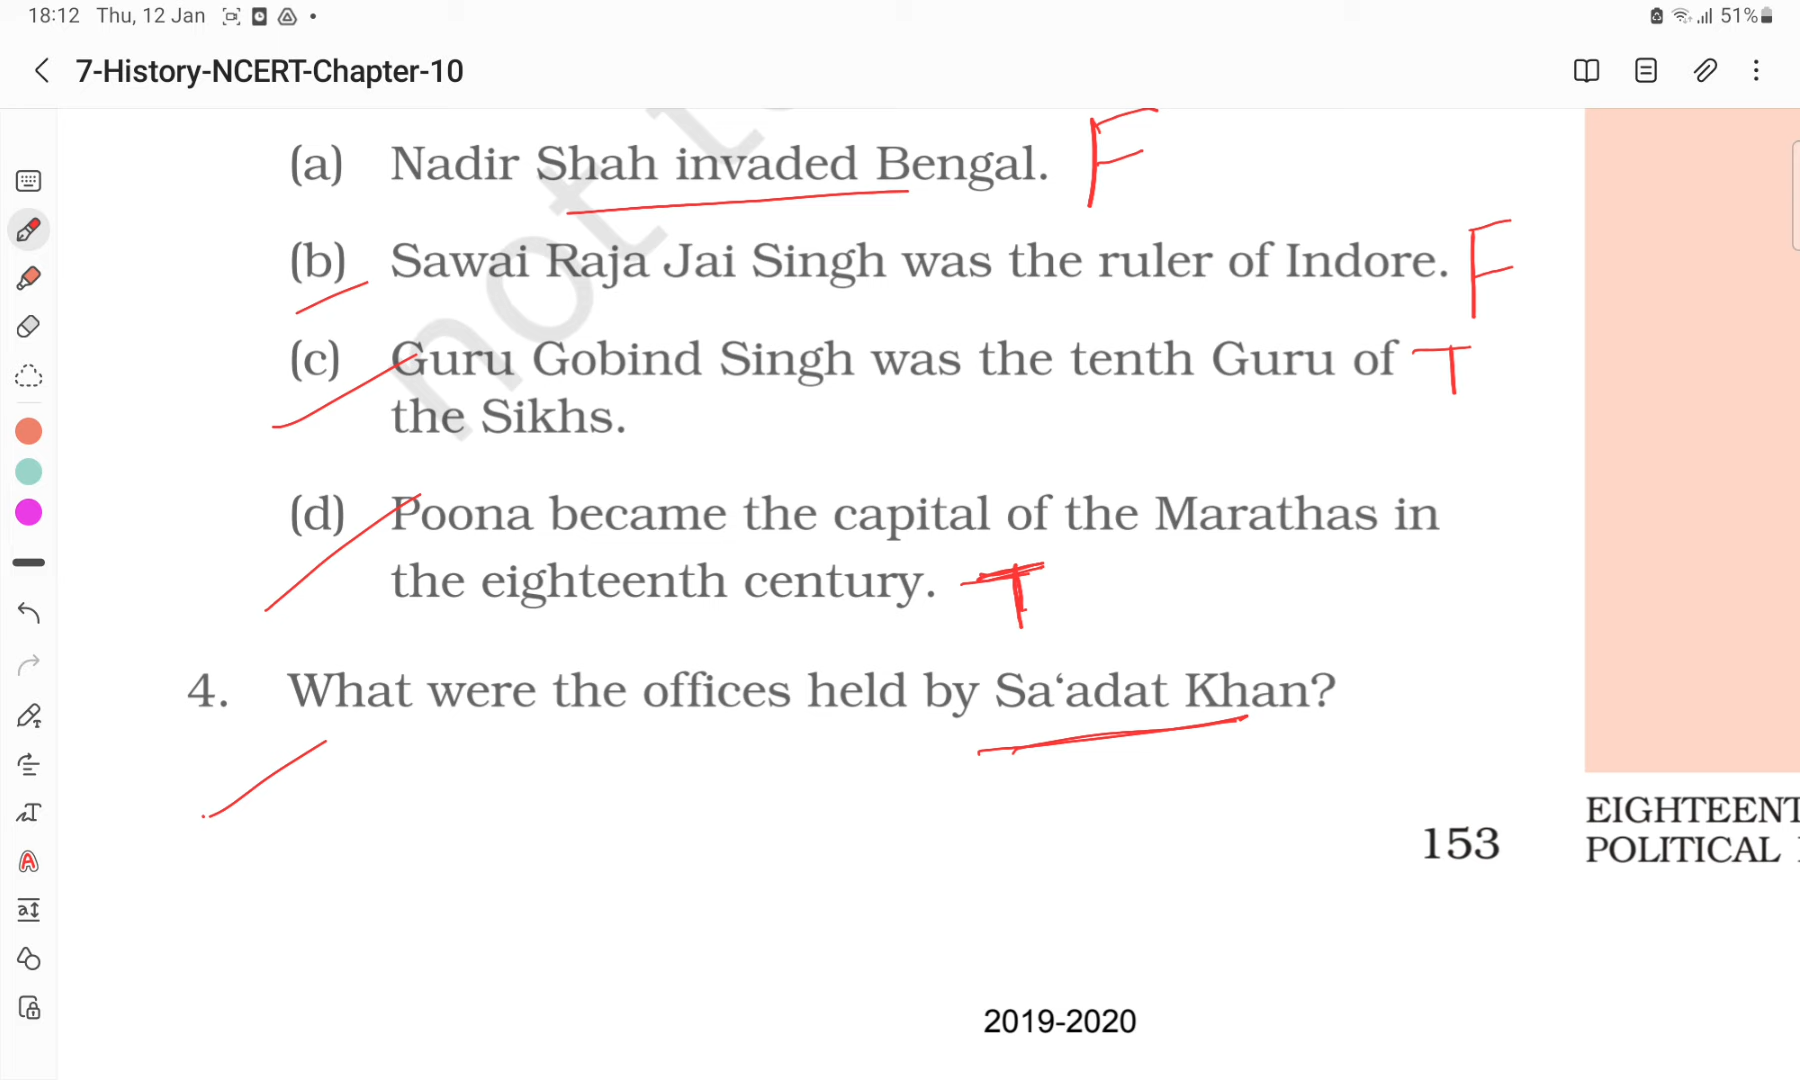 18:12 Thu, 12 Jan
51%
7-History-NCERT-Chapter-10
not t
(a) Nadir Shah invaded Bengal. F
(b) Sawai Raja Jai Singh was the ruler of Indore. F
(c) Guru Gobind Singh was the tenth Guru of T
the Sikhs.
(d) Poona became the capital of the Marathas in
the eighteenth century. T
4. What were the offices held by Sa‘adat Khan?
153
EIGHTEENT
POLITICAL
2019-2020